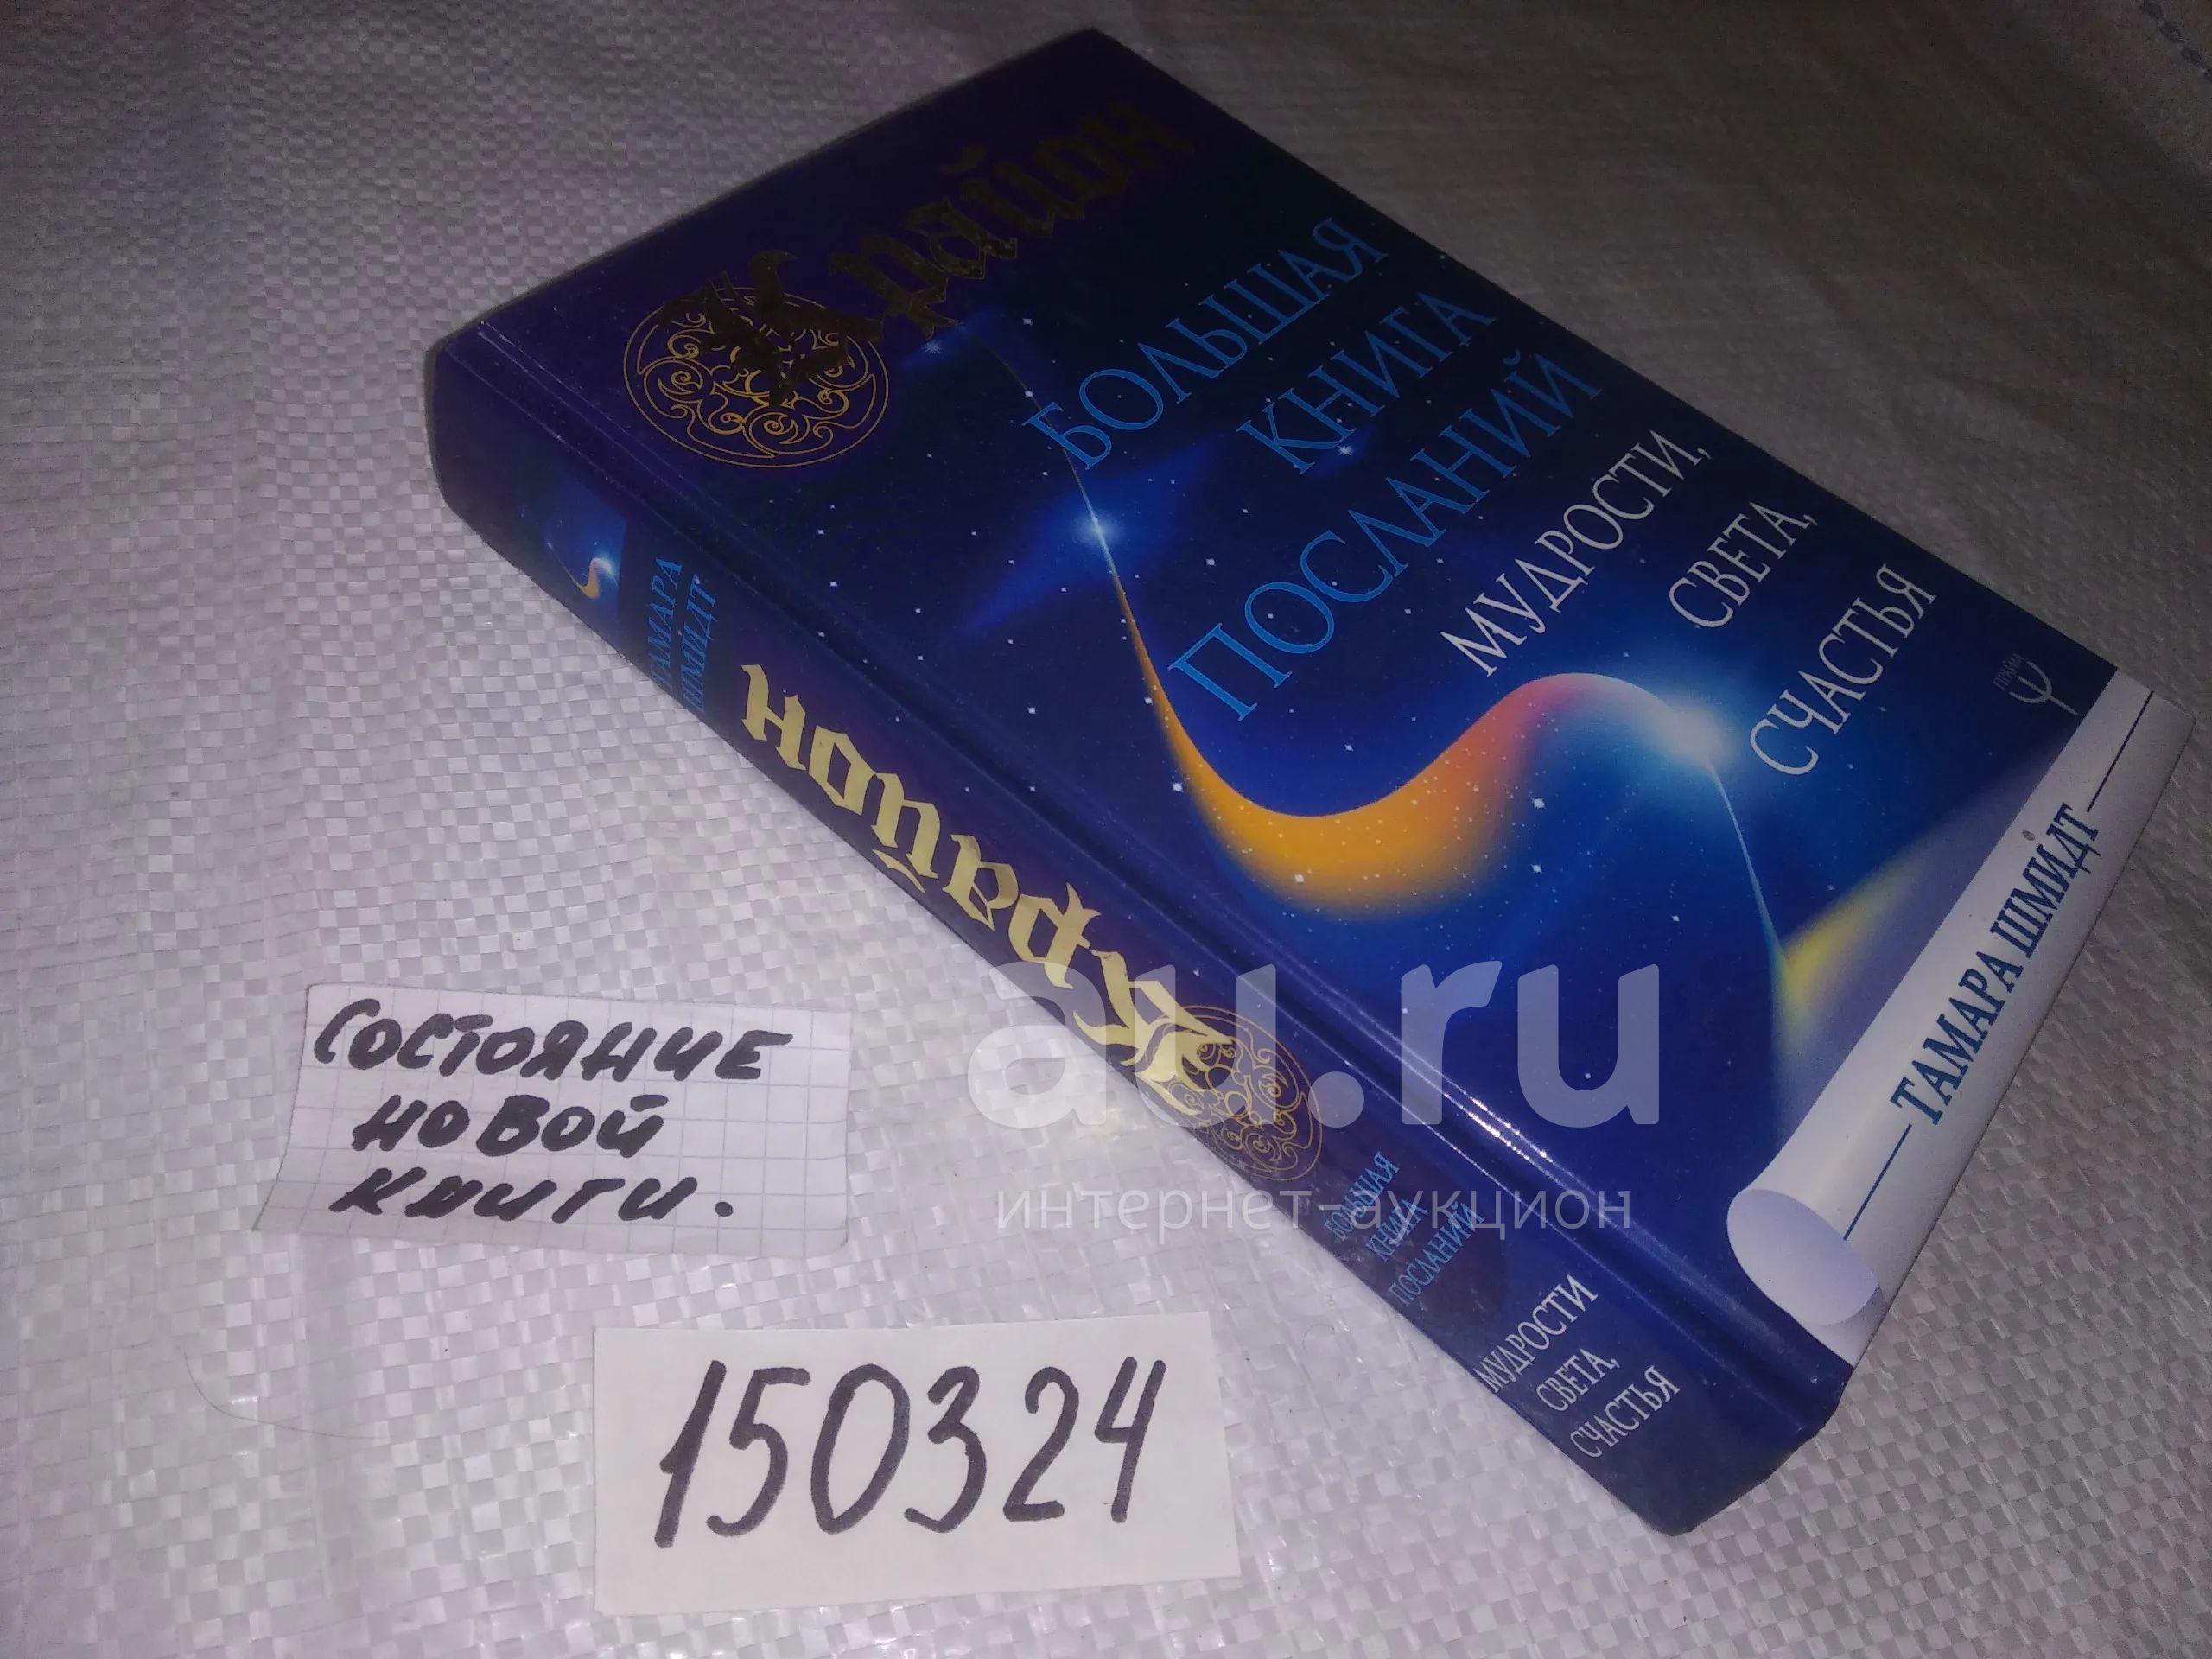 Крайон
БОЛЬШАЯ
КНИГА
ПОСЛАНИЙ
МУДРОСТИ,
СВЕТА,
СЧАСТЬЯ
ПРАЙМ
ТАМАРА ШМИДТ
ТАМАРА
ШМИДТ
Крайон
БОЛЬШАЯ
КНИГА
ПОСЛАНИЙ
МУДРОСТИ
СВЕТА,
СЧАСТЬЯ
au.ru
интернет-аукцион
СОСТОЯНИЕ
НОВОЙ
КНИГИ.
150324